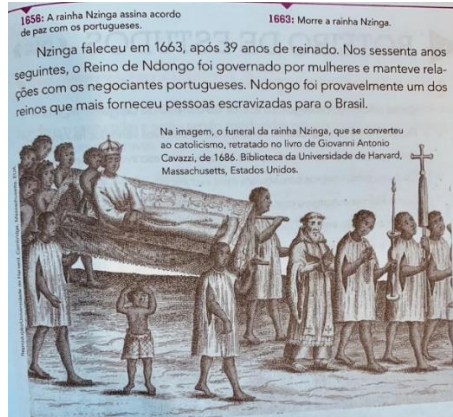 1656: A rainha Nzinga assina acordo
de paz com os portugueses.
1663: Morre a rainha Nzinga.
Nzinga faleceu em 1663, após 39 anos de reinado. Nos sessenta anos
seguintes, o Reino de Ndongo foi governado por mulheres e manteve rela-
ções com os negociantes portugueses. Ndongo foi provavelmente um dos
reinos que mais forneceu pessoas escravizadas para o Brasil.
Na imagem, o funeral da rainha Nzinga, que se converteu
ao catolicismo, retratado no livro de Giovanni Antonio
Cavazzi, de 1686. Biblioteca da Universidade de Harvard,
Massachusetts, Estados Unidos.